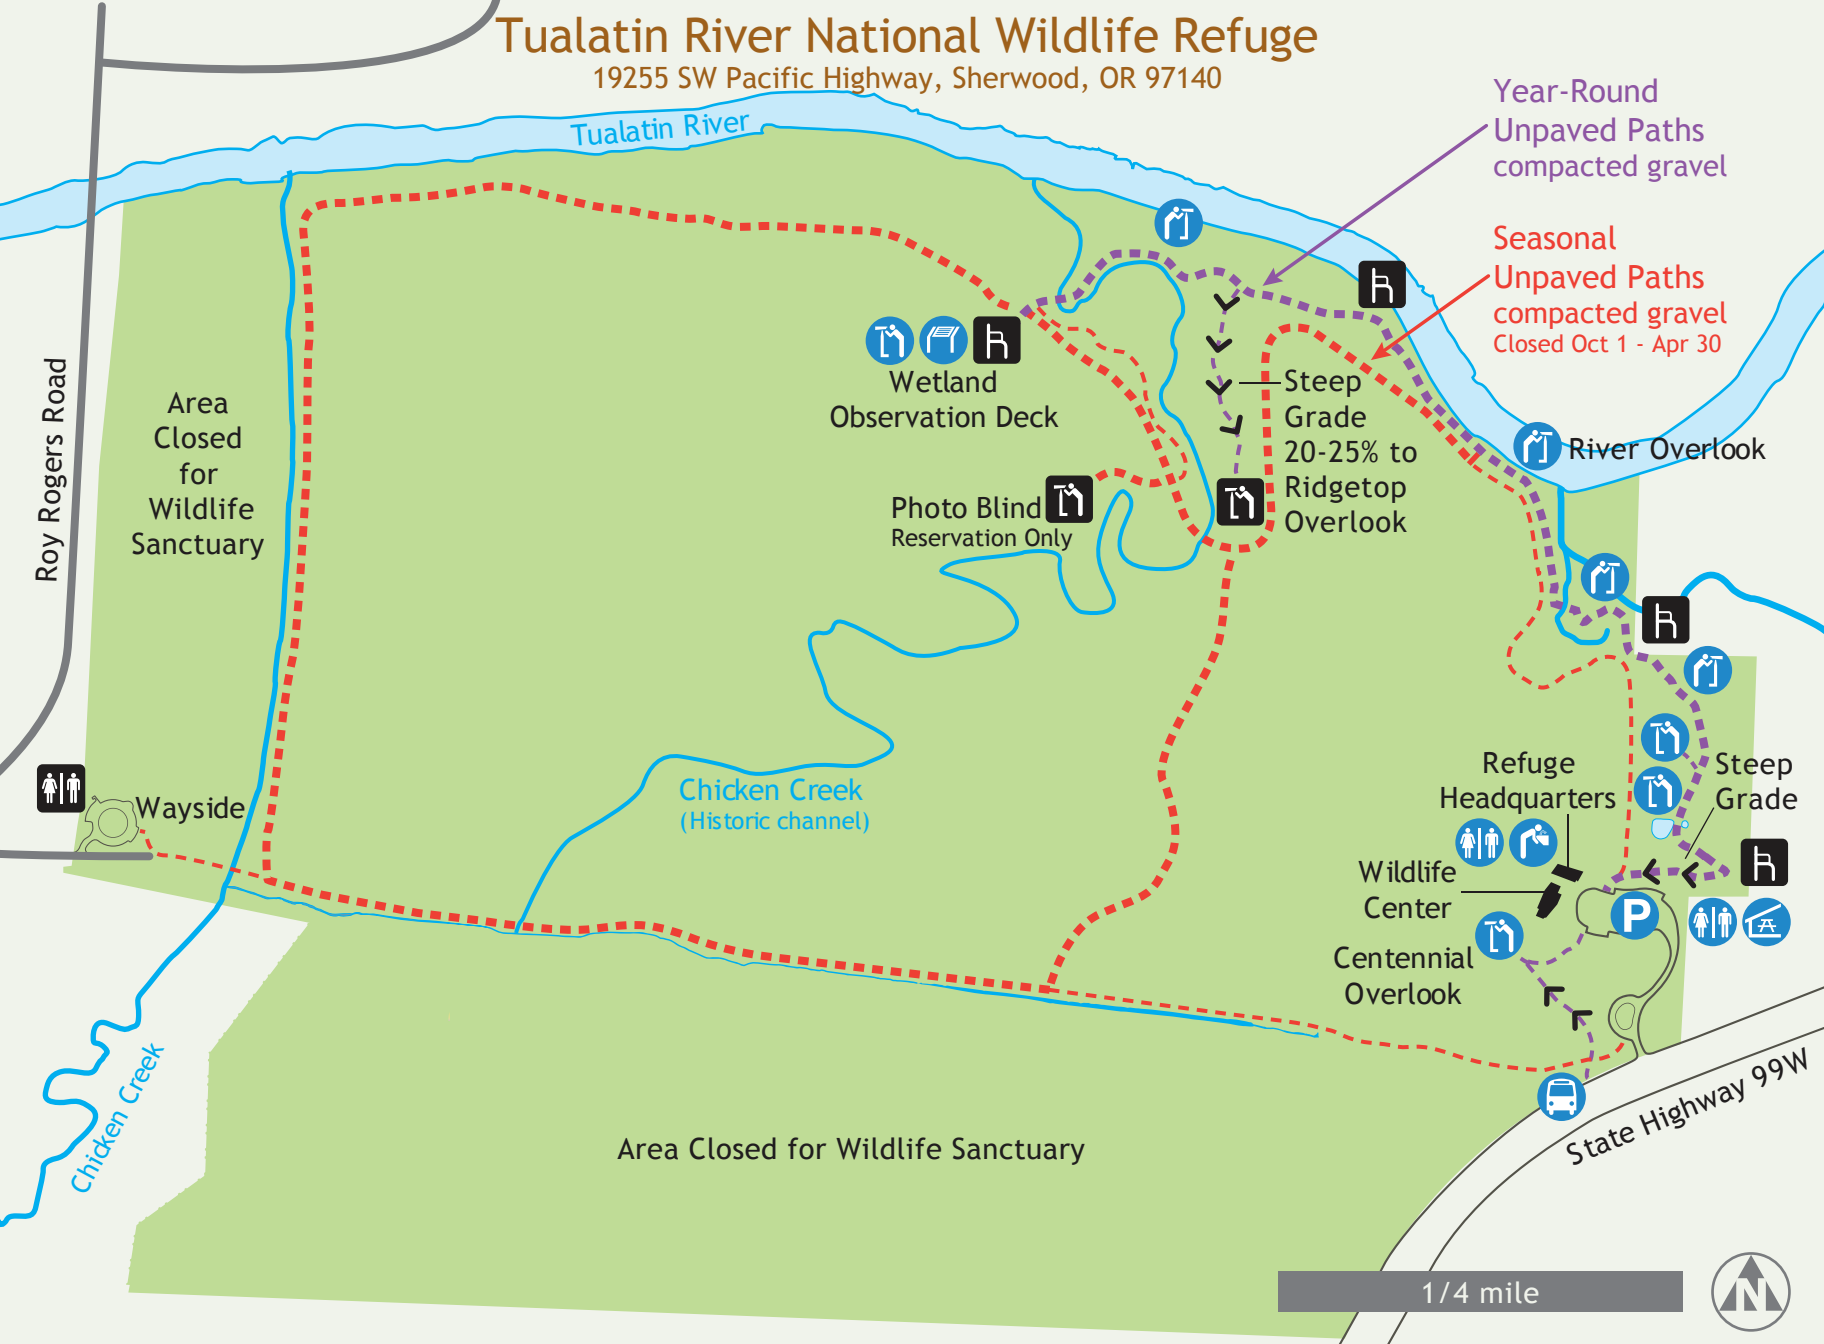 Tualatin River National Wildlife Refuge
19255 SW Pacific Highway, Sherwood, OR 97140
Year-Round
Unpaved Paths
compacted gravel
Tualatin River
Seasonal
Unpaved Paths
compacted gravel
Closed Oct 1 - Apr 30
Roy Rogers Road
Area
Closed
for
Wildlife
Sanctuary
Wetland
Observation Deck
Steep
Grade
20-25% to
Ridgetop
Overlook
River Overlook
Photo Blind
Reservation Only
Wayside
Chicken Creek
(Historic channel)
Refuge
Headquarters
Steep
Grade
Wildlife
Center
P
Centennial
Overlook
Chicken Creek
Area Closed for Wildlife Sanctuary
State Highway 99W
1/4 mile
N